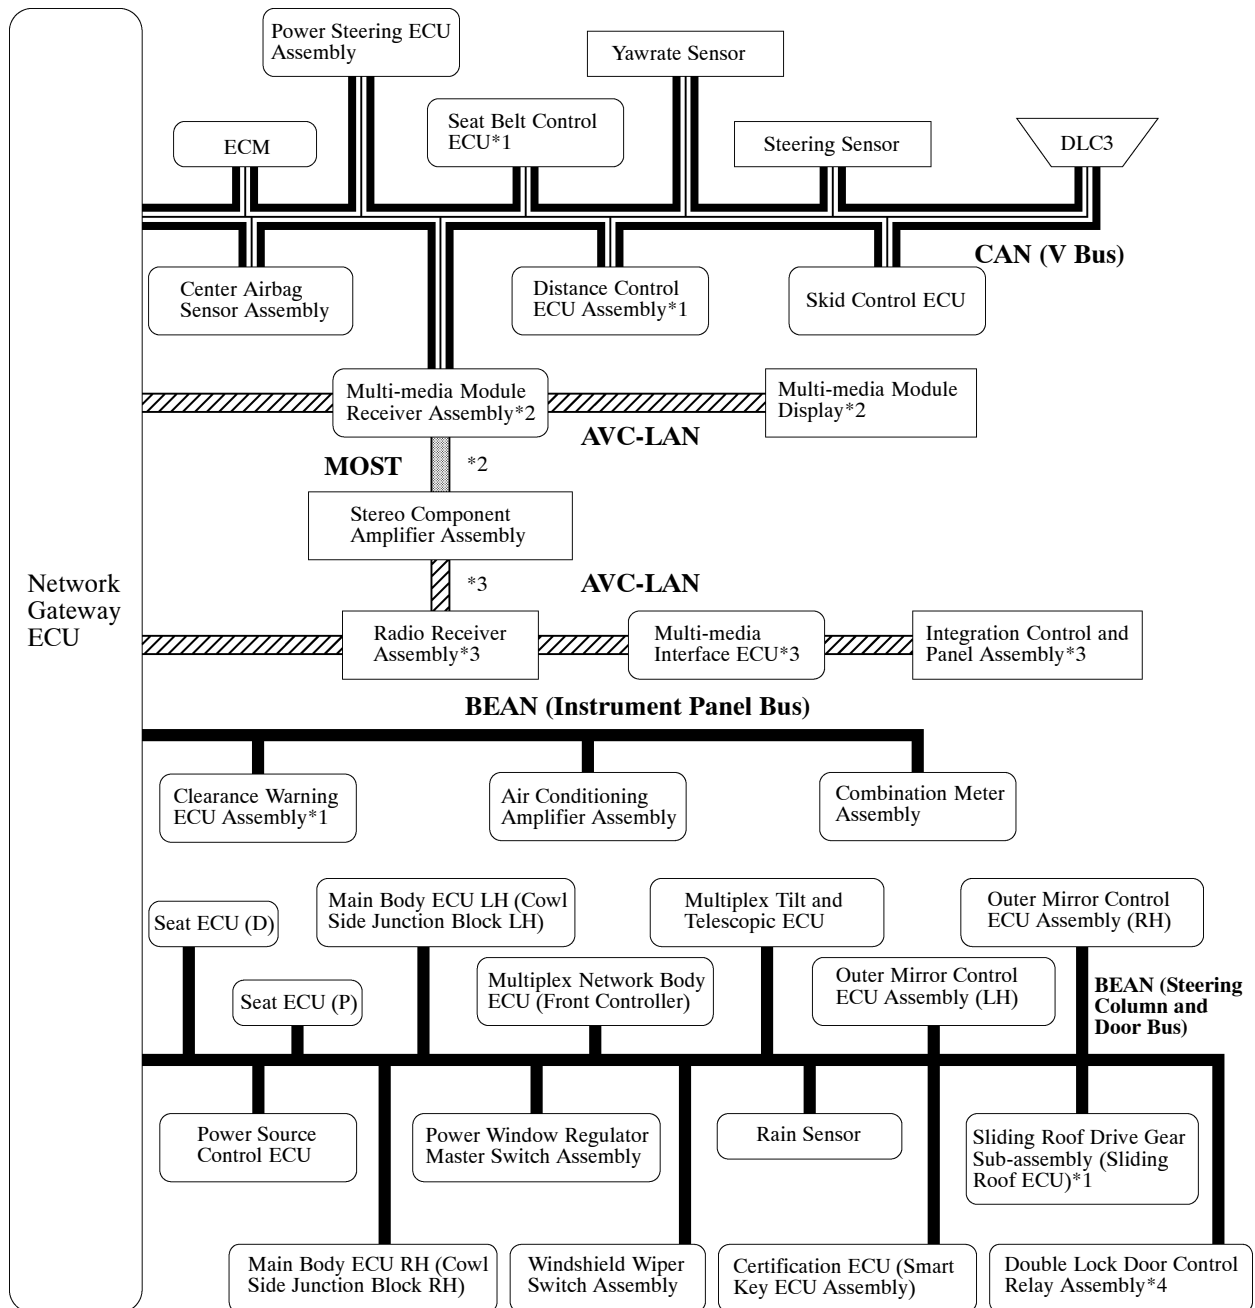 Power Steering ECU
Assembly
Yawrate Sensor
Seat Belt Control
ECU*1
ECM
Steering Sensor
DLC3
CAN (V Bus)
Center Airbag
Sensor Assembly
Distance Control
ECU Assembly*1
Skid Control ECU
Multi-media Module
Receiver Assembly*2
Multi-media Module
Display*2
AVC-LAN
MOST
*2
Stereo Component
Amplifier Assembly
*3
AVC-LAN
Network
Gateway
ECU
Radio Receiver
Assembly*3
Multi-media
Interface ECU*3
Integration Control and
Panel Assembly*3
BEAN (Instrument Panel Bus)
Clearance Warning
ECU Assembly*1
Air Conditioning
Amplifier Assembly
Combination Meter
Assembly
Seat ECU (D)
Main Body ECU LH (Cowl
Side Junction Block LH)
Multiplex Tilt and
Telescopic ECU
Outer Mirror Control
ECU Assembly (RH)
Seat ECU (P)
Multiplex Network Body
ECU (Front Controller)
Outer Mirror Control
ECU Assembly (LH)
BEAN (Steering
Column and
Door Bus)
Power Source
Control ECU
Power Window Regulator
Master Switch Assembly
Rain Sensor
Sliding Roof Drive Gear
Sub-assembly (Sliding
Roof ECU)*1
Main Body ECU RH (Cowl
Side Junction Block RH)
Windshield Wiper
Switch Assembly
Certification ECU (Smart
Key ECU Assembly)
Double Lock Door Control
Relay Assembly*4